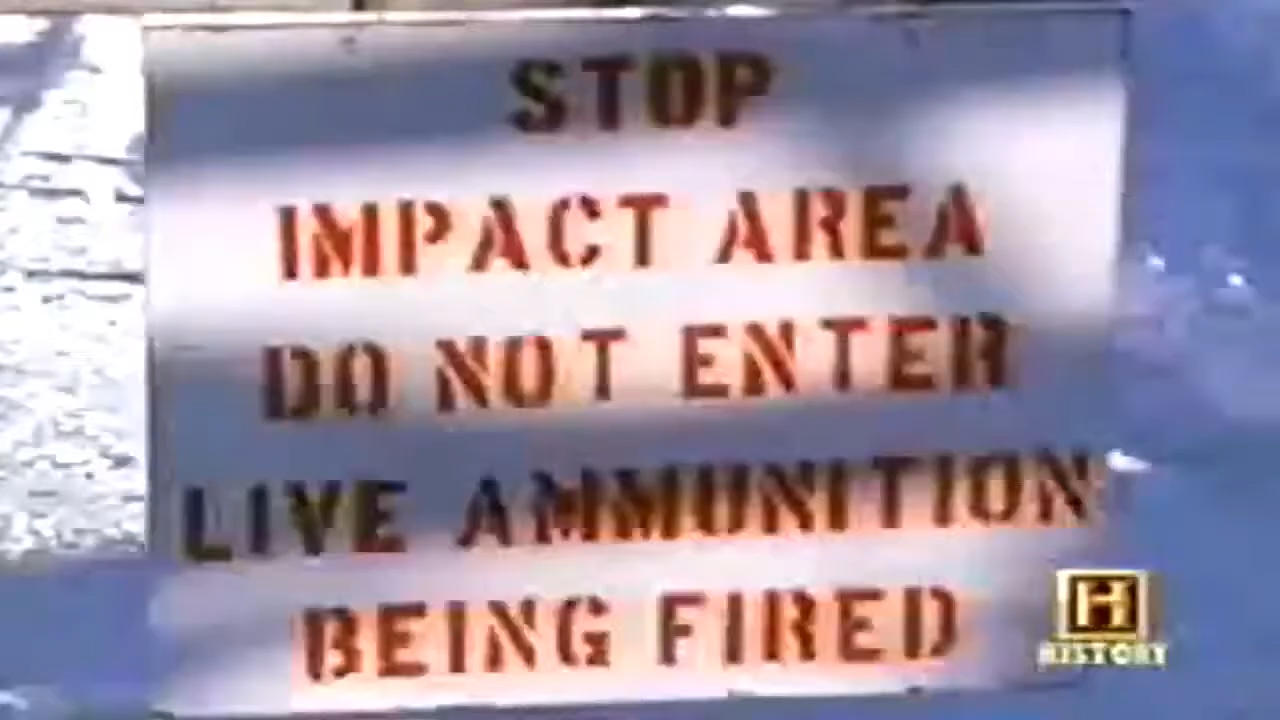 STOP
IMPACT AREA
DO NOT ENTER
LIVE AMMUNITION
BEING FIRED
H
HISTORY